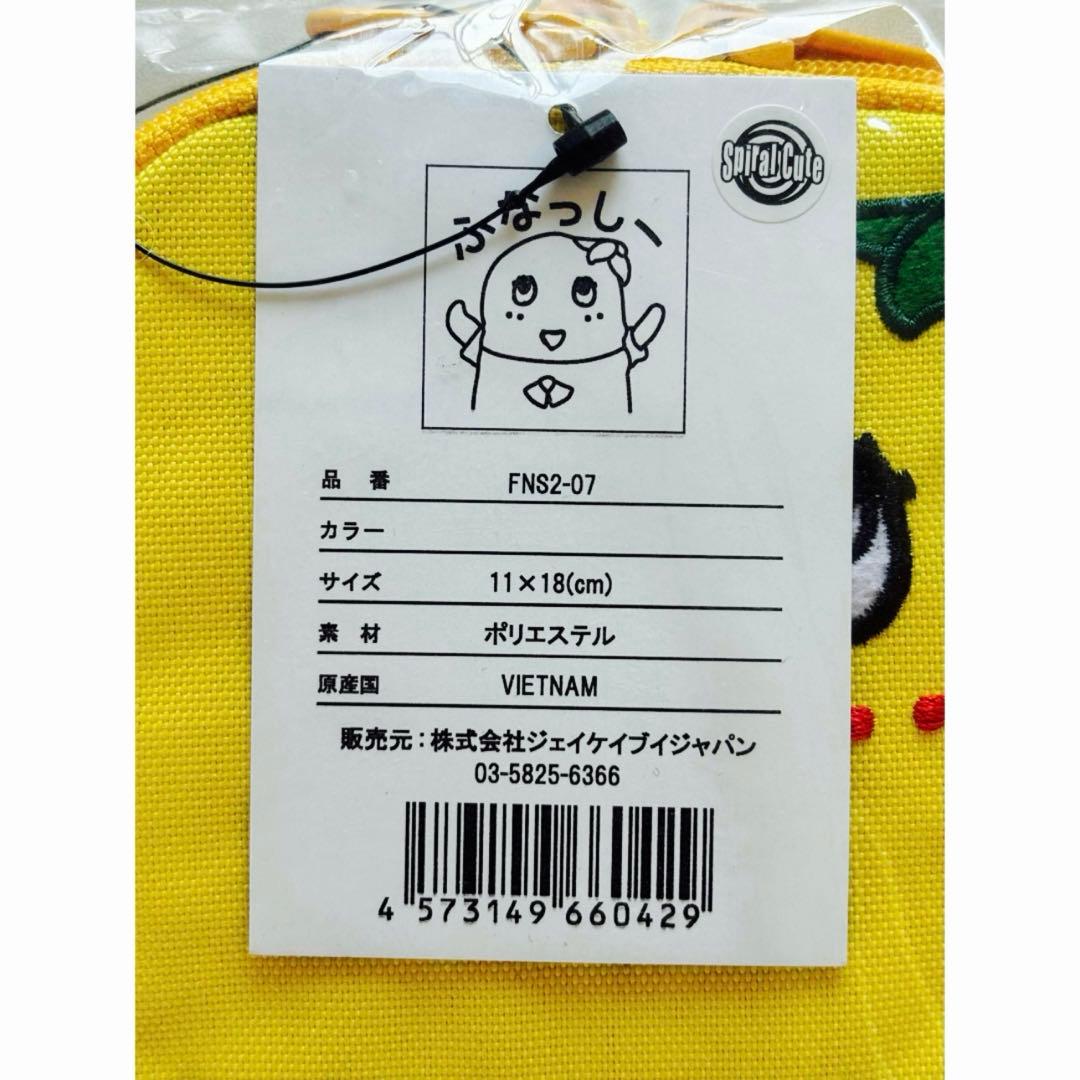 Spiral Cute
ふなっしー
品 番 FNS2-07
カラー
サイズ 11×18(cm)
素 材 ポリエステル
原産国 VIETNAM
販売元:株式会社ジェイケイブイジャパン
03-5825-6366
4 573149 660429